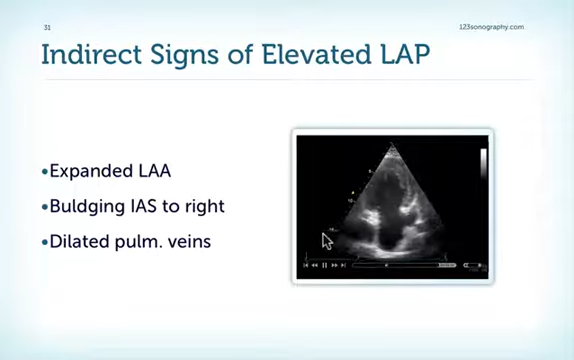 31
123sonography.com
Indirect Signs of Elevated LAP
•Expanded LAA
•Buldging IAS to right
•Dilated pulm. veins